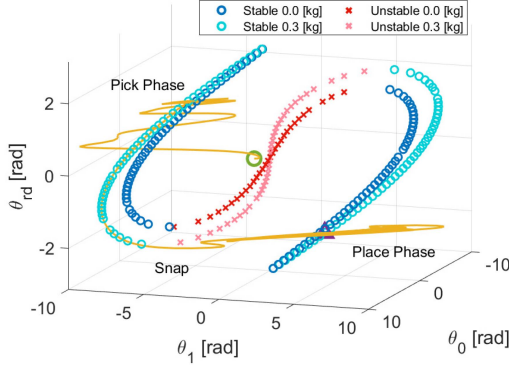 Stable 0.0 [kg]
Unstable 0.0 [kg]
Stable 0.3 [kg]
Unstable 0.3 [kg]
Pick Phase
2
0
-2
θrd [rad]
Snap
Place Phase
-10
-5
0
5
10
θ1 [rad]
10
0
-10
θ0 [rad]